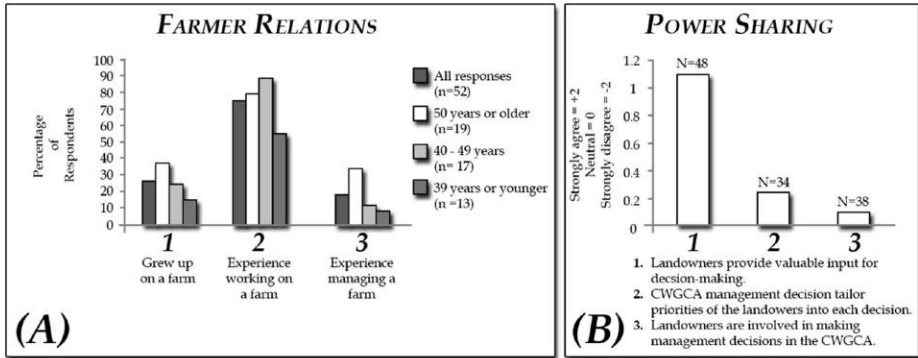 FARMER RELATIONS
Percentage
of
Respondents
100
90
80
70
60
50
40
30
20
10
0
1
2
3
Grew up
on a farm
Experience
working on
a farm
Experience
managing a
farm
All responses
(n=52)
50 years or older
(n=19)
40 - 49 years
(n= 17)
39 years or younger
(n =13)
(A)
POWER SHARING
Strongly agree = +2
Neutral = 0
Strongly disagree = -2
1.2
1
0.8
0.6
0.4
0.2
0
N=48
N=34
N=38
1
2
3
1. Landowners provide valuable input for
decsion-making.
2. CWGCA management decision tailor
priorities of the landowers into each decision.
3. Landowners are involved in making
management decisions in the CWGCA.
(B)